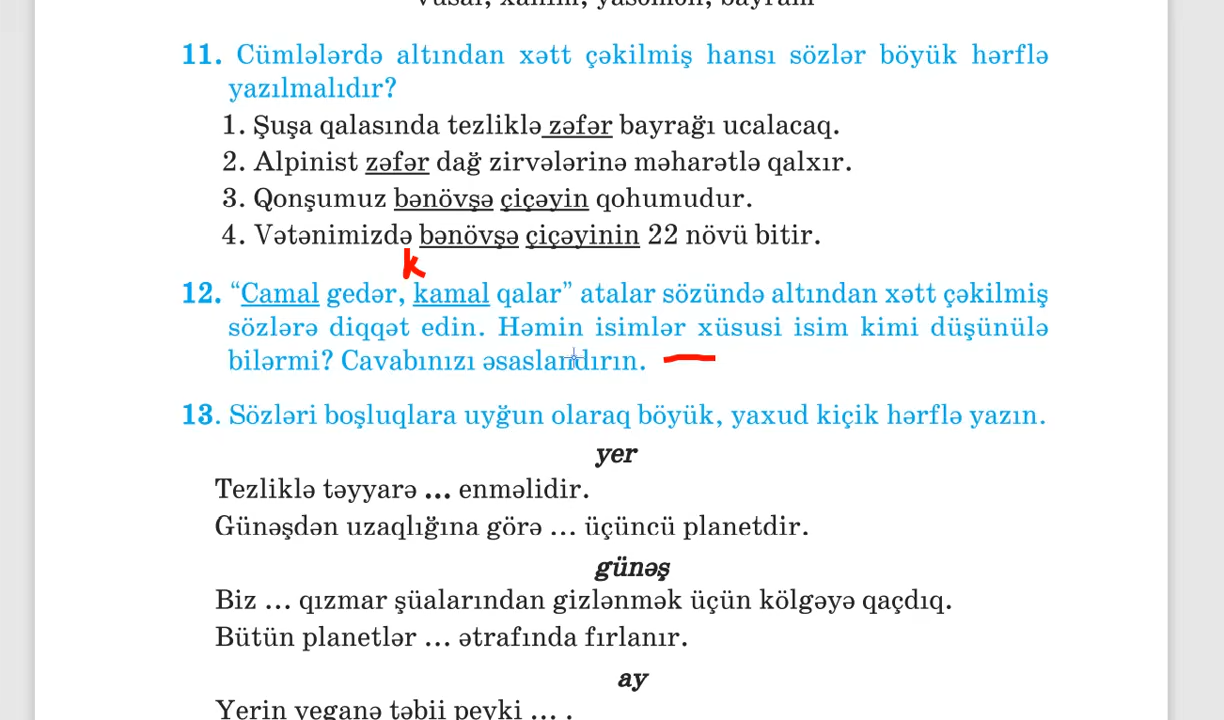 Vüsal, xanım, yasəmən, bayram
11. Cümlələrdə altından xətt çəkilmiş hansı sözlər böyük hərflə
yazılmalıdır?
1. Şuşa qalasında tezliklə zəfər bayrağı ucalacaq.
2. Alpinist zəfər dağ zirvələrinə məharətlə qalxır.
3. Qonşumuz bənövşə çiçəyin qohumudur.
4. Vətənimizdə bənövşə çiçəyinin 22 növü bitir.
k
12. “Camal gedər, kamal qalar” atalar sözündə altından xətt çəkilmiş
sözlərə diqqət edin. Həmin isimlər xüsusi isim kimi düşünülə
bilərmi? Cavabınızı əsaslandırın.
13. Sözləri boşluqlara uyğun olaraq böyük, yaxud kiçik hərflə yazın.
yer
Tezliklə təyyarə ... enməlidir.
Günəşdən uzaqlığına görə ... üçüncü planetdir.
günəş
Biz ... qızmar şüalarından gizlənmək üçün kölgəyə qaçdıq.
Bütün planetlər ... ətrafında fırlanır.
ay
Yerin yeganə təbii peyki ... .